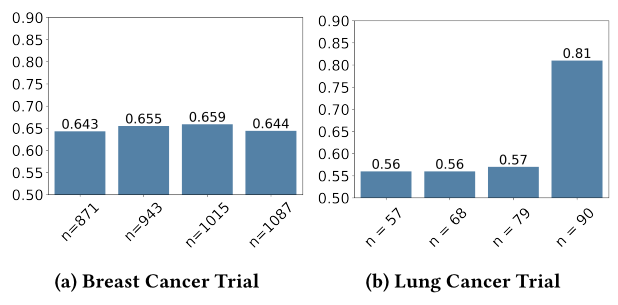 0.90
0.85
0.80
0.75
0.70
0.65
0.60
0.55
0.50
0.643
0.655
0.659
0.644
n=871
n=943
n=1015
n=1087
(a) Breast Cancer Trial
0.90
0.85
0.80
0.75
0.70
0.65
0.60
0.55
0.50
0.56
0.56
0.57
0.81
n = 57
n = 68
n = 79
n = 90
(b) Lung Cancer Trial